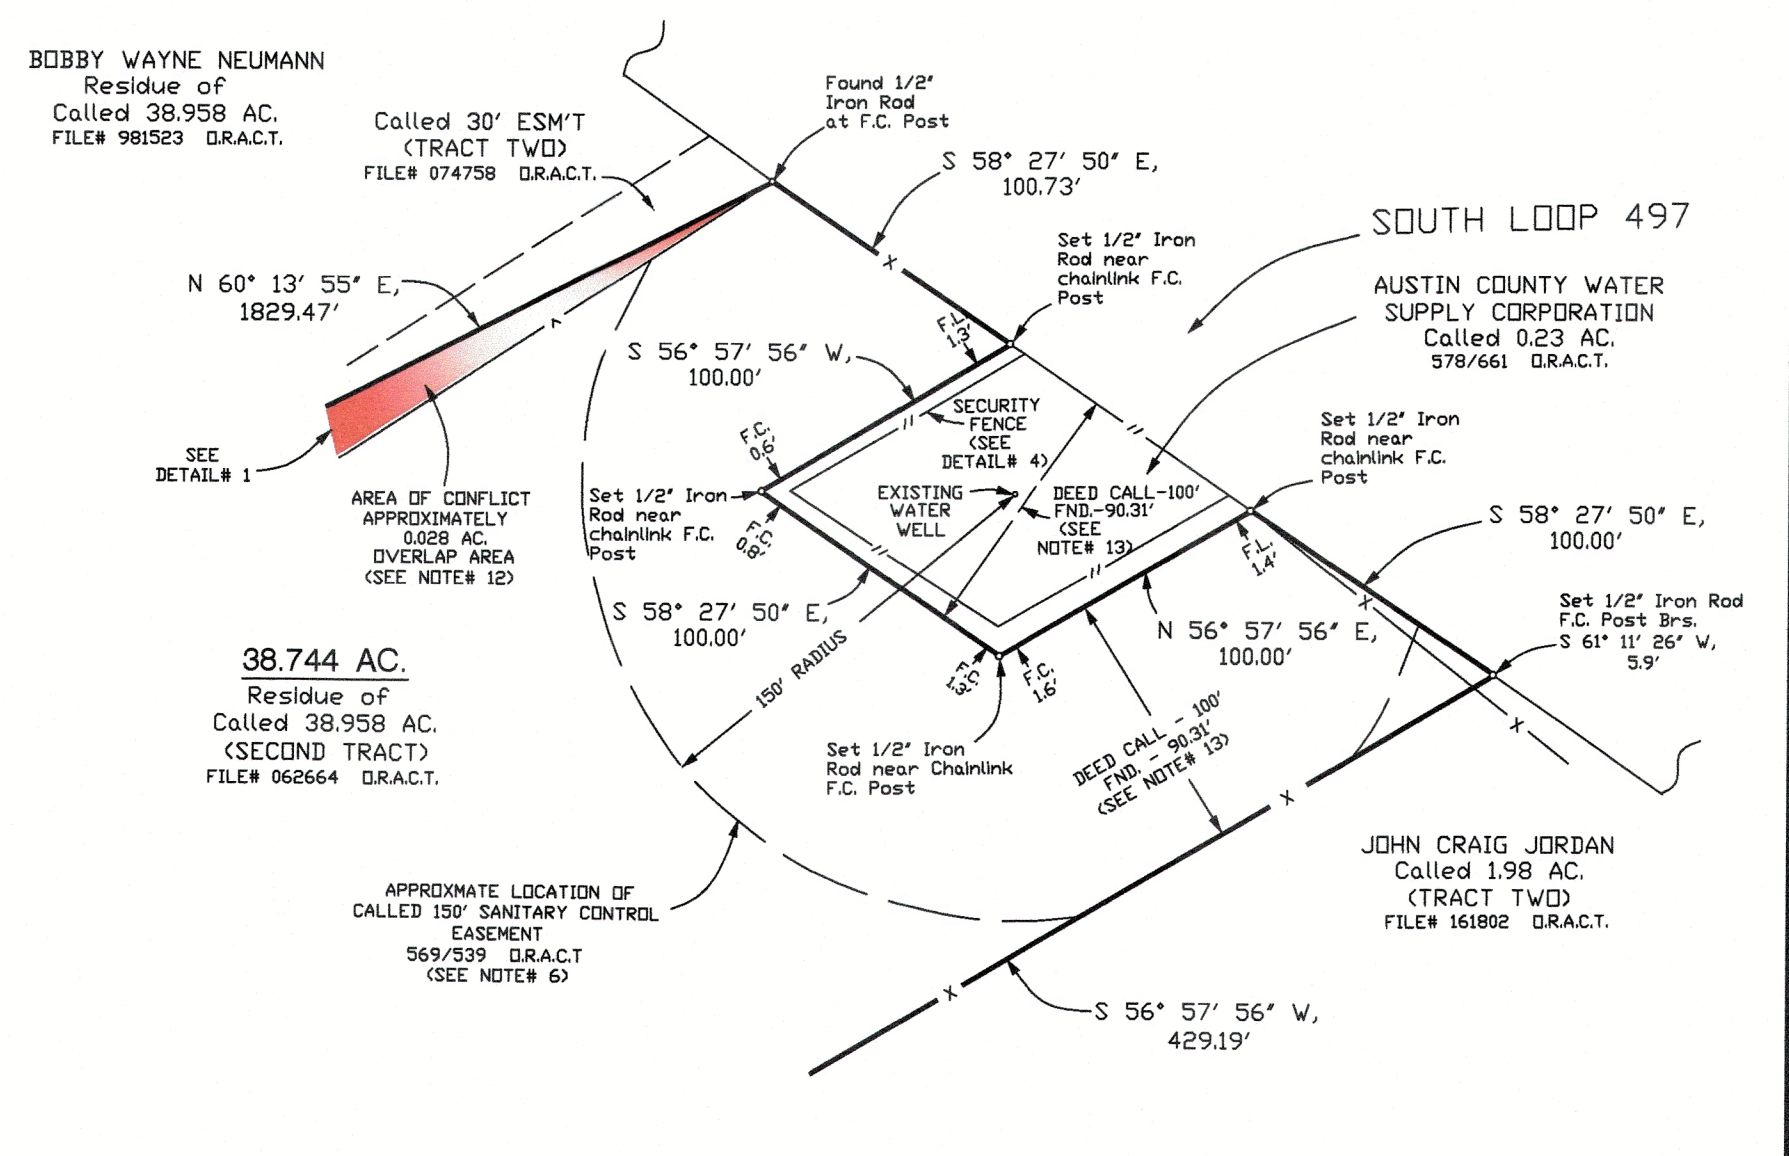 BOBBY WAYNE NEUMANN
Residue of
Called 38.958 AC.
FILE# 981523 O.R.A.C.T.
Called 30' ESM'T
(TRACT TWO)
FILE# 074758 O.R.A.C.T.
Found 1/2"
Iron Rod
at F.C. Post
S 58° 27' 50" E,
100.73'
SOUTH LOOP 497
Set 1/2" Iron
Rod near
chainlink F.C.
Post
AUSTIN COUNTY WATER
SUPPLY CORPORATION
Called 0.23 AC.
578/661 O.R.A.C.T.
N 60° 13' 55" E,
1829.47'
X
F.L.
1.3'
S 56° 57' 56" W,
100.00'
SECURITY
FENCE
(SEE
DETAIL# 4)
Set 1/2" Iron
Rod near
chainlink F.C.
Post
F.C.
0.6'
SEE
DETAIL# 1
AREA OF CONFLICT
APPROXIMATELY
0.028 AC.
OVERLAP AREA
(SEE NOTE# 12)
Set 1/2" Iron
Rod near
chainlink F.C.
Post
F.C.
0.8'
EXISTING
WATER
WELL
DEED CALL-100'
FND.-90.31'
(SEE
NOTE# 13)
F.L.
1.4'
S 58° 27' 50" E,
100.00'
X
Set 1/2" Iron Rod
F.C. Post Brs.
S 61° 11' 26" W,
5.9'
S 58° 27' 50" E,
100.00'
N 56° 57' 56" E,
100.00'
150' RADIUS
F.C.
1.3'
F.C.
1.6'
38.744 AC.
Residue of
Called 38.958 AC.
(SECOND TRACT)
FILE# 062664 O.R.A.C.T.
Set 1/2" Iron
Rod near Chainlink
F.C. Post
DEED CALL - 100'
FND. - 90.31'
(SEE NOTE# 13)
X
X
JOHN CRAIG JORDAN
Called 1.98 AC.
(TRACT TWO)
FILE# 161802 O.R.A.C.T.
APPROXMATE LOCATION OF
CALLED 150' SANITARY CONTROL
EASEMENT
569/539 O.R.A.C.T
(SEE NOTE# 6)
X
S 56° 57' 56" W,
429.19'